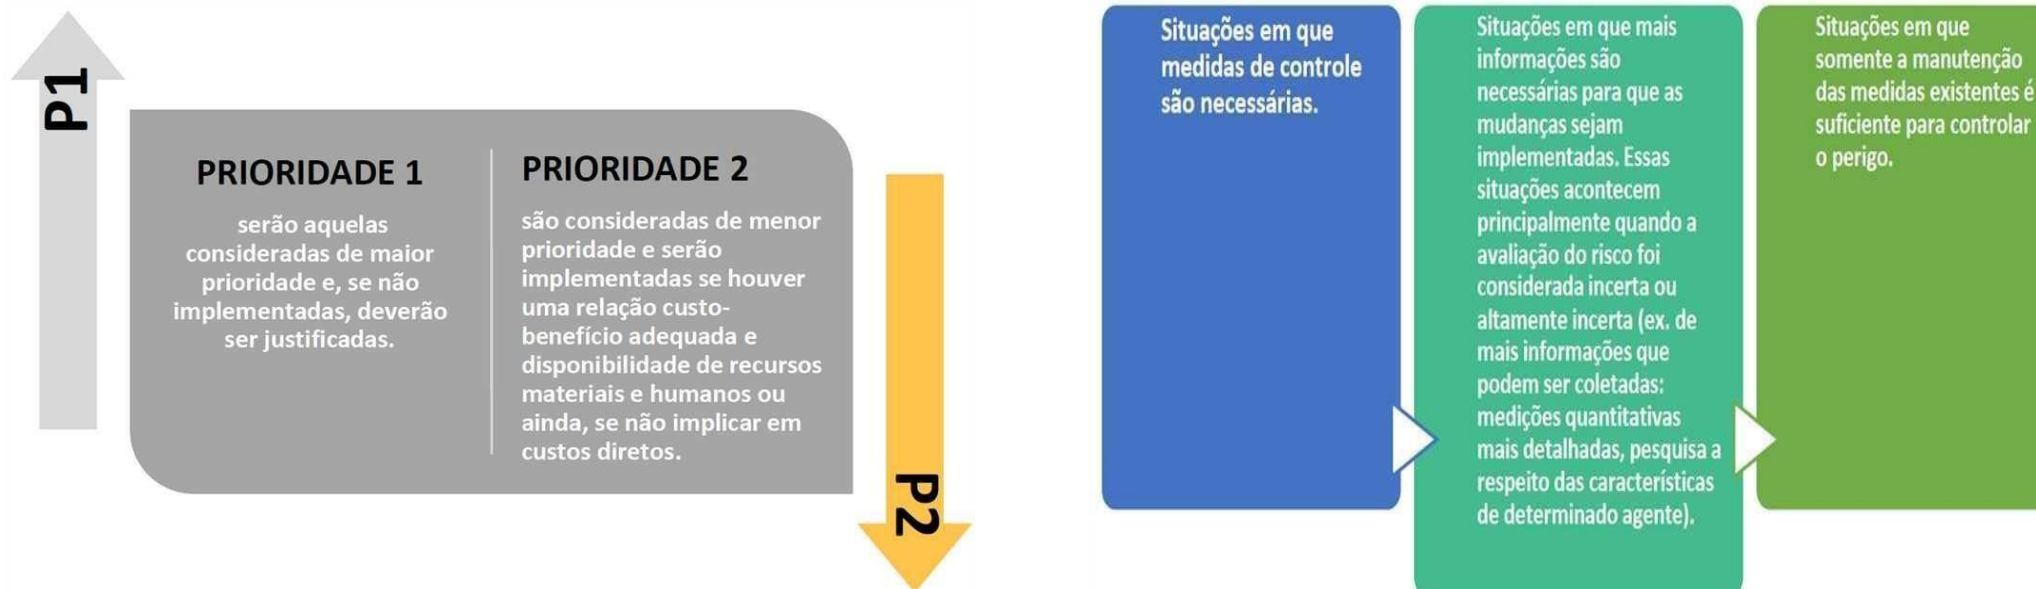 P1
PRIORIDADE 1
serão aquelas
consideradas de maior
prioridade e, se não
implementadas, deverão
ser justificadas.
PRIORIDADE 2
são consideradas de menor
prioridade e serão
implementadas se houver
uma relação custo-
benefício adequada e
disponibilidade de recursos
materiais e humanos ou
ainda, se não implicar em
custos diretos.
P2
Situações em que
medidas de controle
são necessárias.
Situações em que mais
informações são
necessárias para que as
mudanças sejam
implementadas. Essas
situações acontecem
principalmente quando a
avaliação do risco foi
considerada incerta ou
altamente incerta (ex. de
mais informações que
podem ser coletadas:
medições quantitativas
mais detalhadas, pesquisa a
respeito das características
de determinado agente).
Situações em que
somente a manutenção
das medidas existentes é
suficiente para controlar
o perigo.